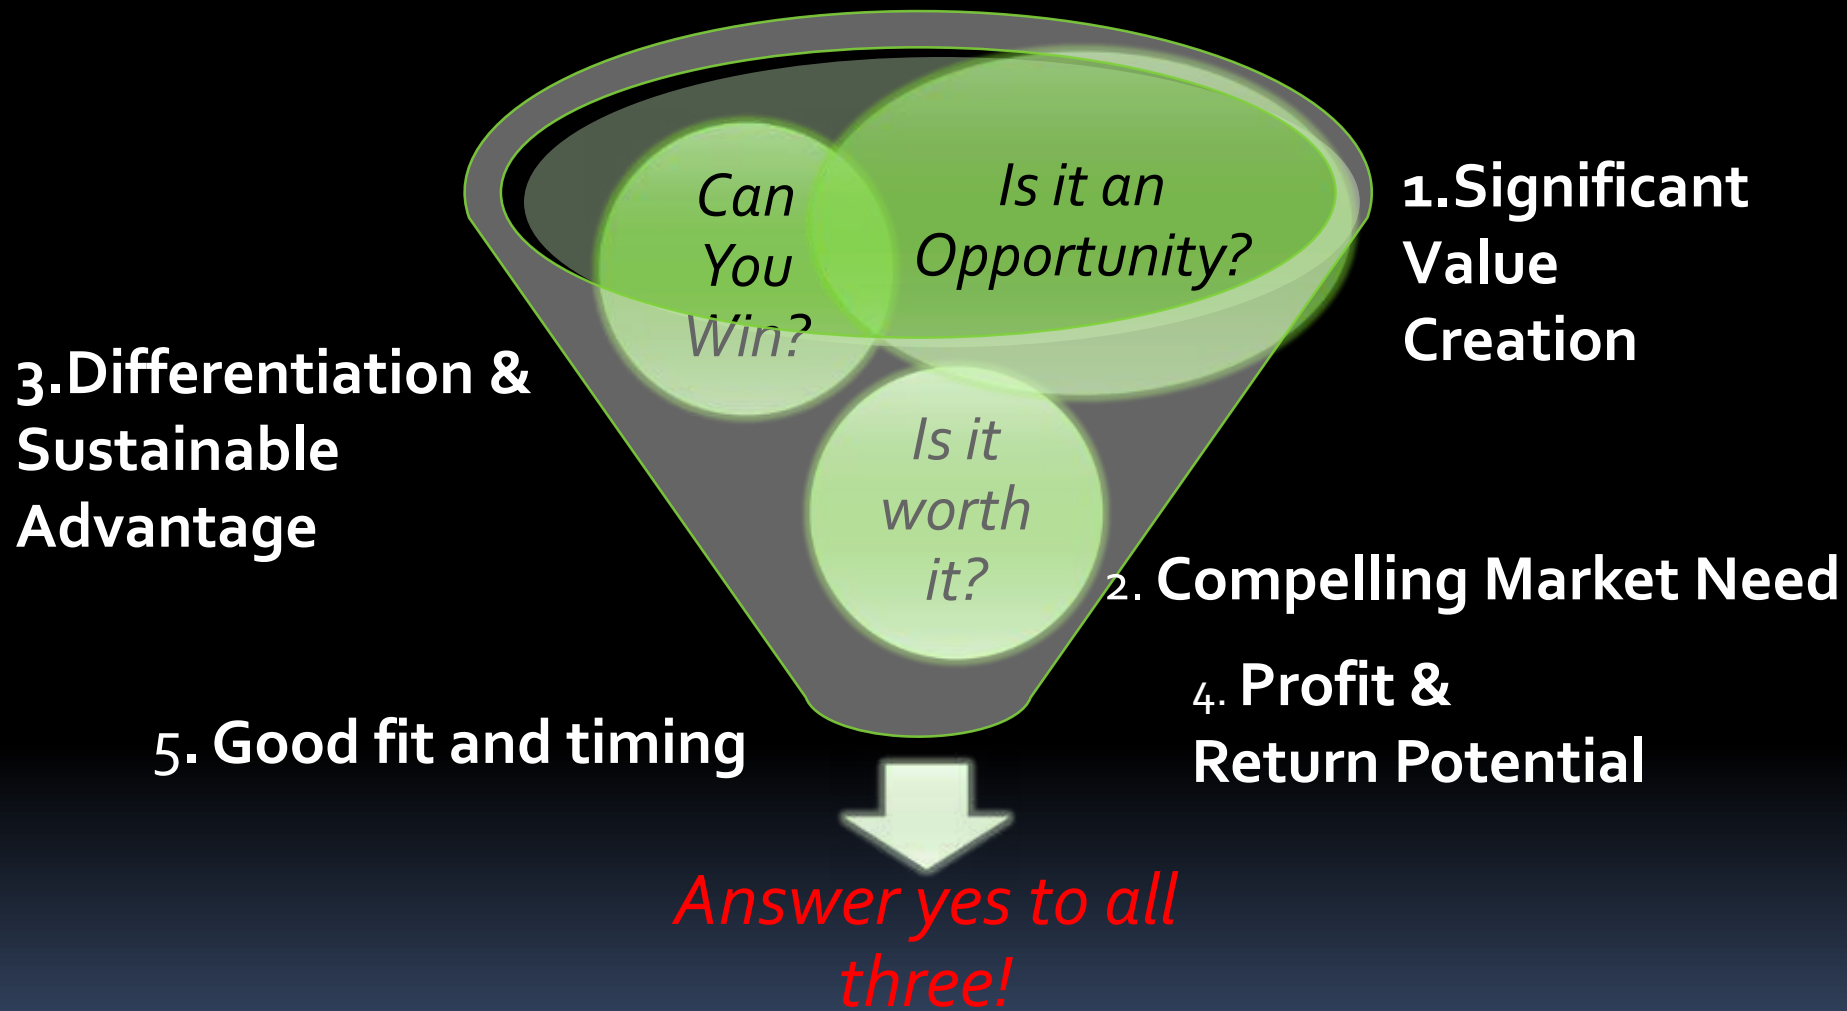 Can
You
Win?
Is it an
Opportunity?
Is it
worth
it?
1.Significant
Value
Creation
3.Differentiation &
Sustainable
Advantage
2. Compelling Market Need
4. Profit &
Return Potential
5. Good fit and timing
Answer yes to all
three!